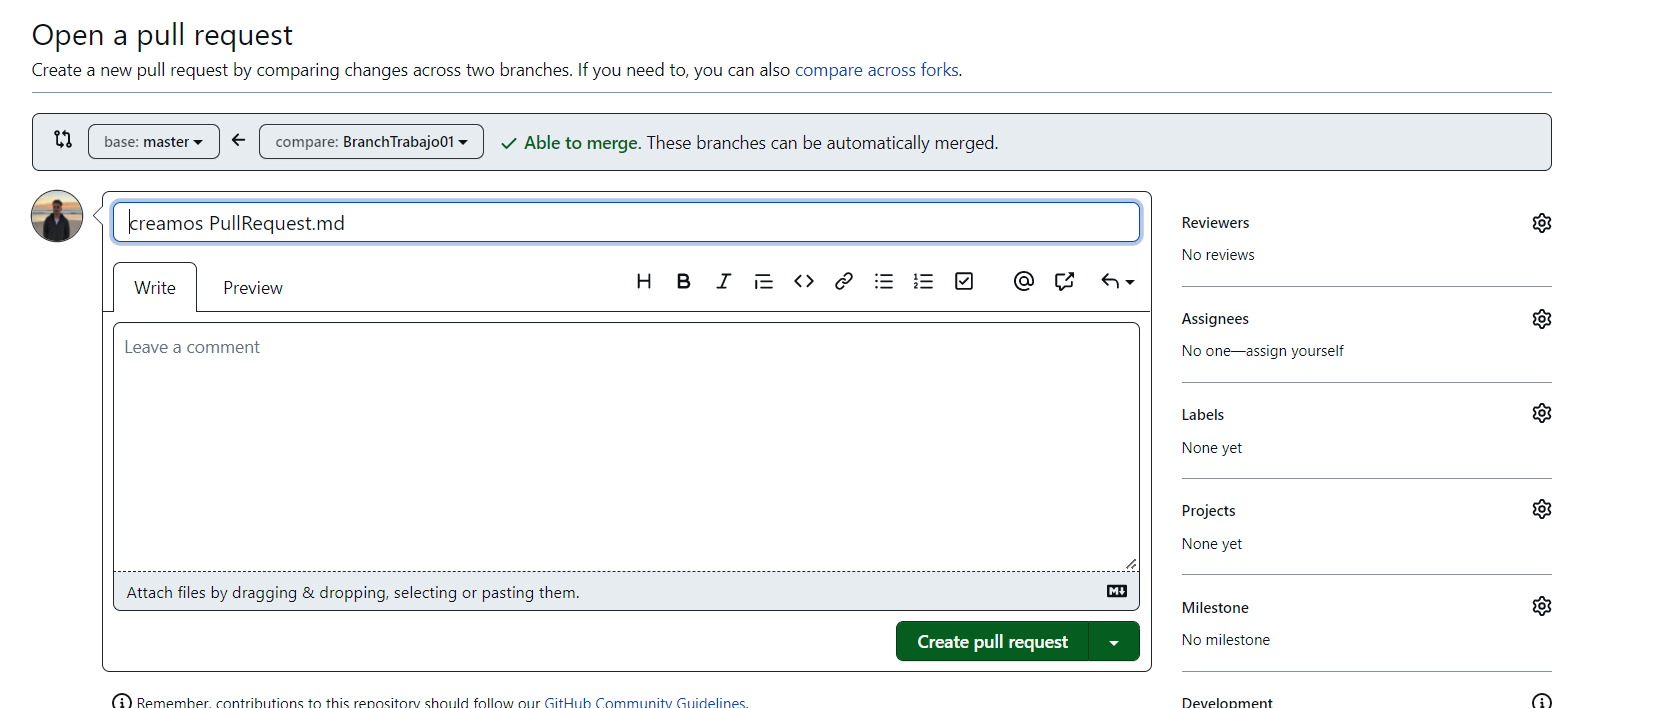 Open a pull request
Create a new pull request by comparing changes across two branches. If you need to, you can also compare across forks.
base: master
compare: BranchTrabajo01
Able to merge. These branches can be automatically merged.
creamos PullRequest.md
Write
Preview
Leave a comment
Attach files by dragging & dropping, selecting or pasting them.
Create pull request
Remember, contributions to this repository should follow our GitHub Community Guidelines.
Reviewers
No reviews
Assignees
No one—assign yourself
Labels
None yet
Projects
None yet
Milestone
No milestone
Development